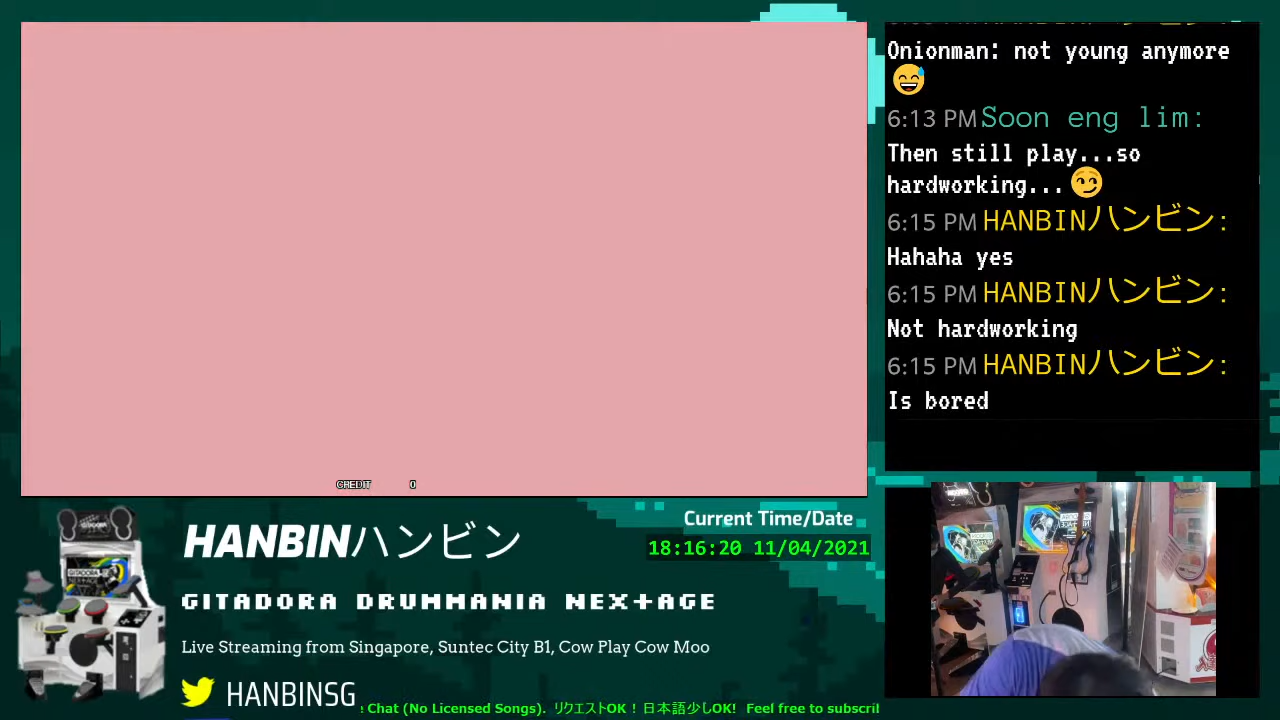 Onionman: not young anymore
😅
6:13 PM Soon eng lim:
Then still play...so
hardworking...😏
6:15 PM HANBINハンビン:
Hahaha yes
6:15 PM HANBINハンビン:
Not hardworking
6:15 PM HANBINハンビン:
Is bored
CREDIT 0
HANBINハンビン
Current Time/Date
18:16:20 11/04/2021
GITADORA DRUMMANIA NEX+AGE
Live Streaming from Singapore, Suntec City B1, Cow Play Cow Moo
HANBINSG
Chat (No Licensed Songs). リクエストOK！日本語少しOK! Feel free to